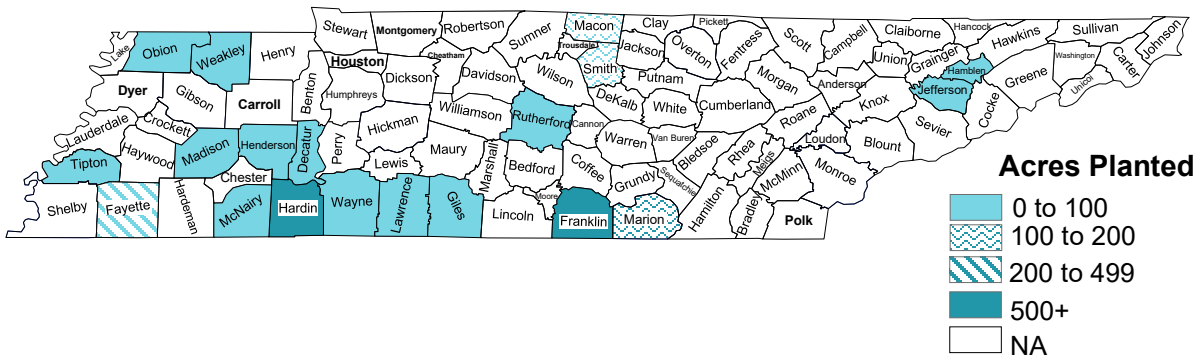 Lake
Obion
Weakley
Henry
Stewart
Montgomery
Robertson
Sumner
Macon
Trousdale
Clay
Pickett
Jackson
Overton
Fentress
Scott
Campbell
Claiborne
Hancock
Hawkins
Sullivan
Johnson
Carter
Washington
Unicoi
Greene
Hamblen
Grainger
Union
Jefferson
Cocke
Sevier
Knox
Anderson
Morgan
Roane
Loudon
Blount
Monroe
Houston
Cheatham
Dickson
Davidson
Wilson
Smith
Putnam
DeKalb
White
Cumberland
Dyer
Gibson
Carroll
Benton
Humphreys
Hickman
Williamson
Rutherford
Cannon
Warren
Van Buren
Bledsoe
Rhea
Meigs
McMinn
Lauderdale
Crockett
Haywood
Madison
Henderson
Decatur
Perry
Lewis
Maury
Marshall
Bedford
Coffee
Grundy
Sequatchie
Tipton
Chester
Moore
Shelby
Fayette
Hardeman
McNairy
Hardin
Wayne
Lawrence
Giles
Lincoln
Franklin
Marion
Hamilton
Bradley
Polk
Acres Planted
0 to 100
100 to 200
200 to 499
500+
NA